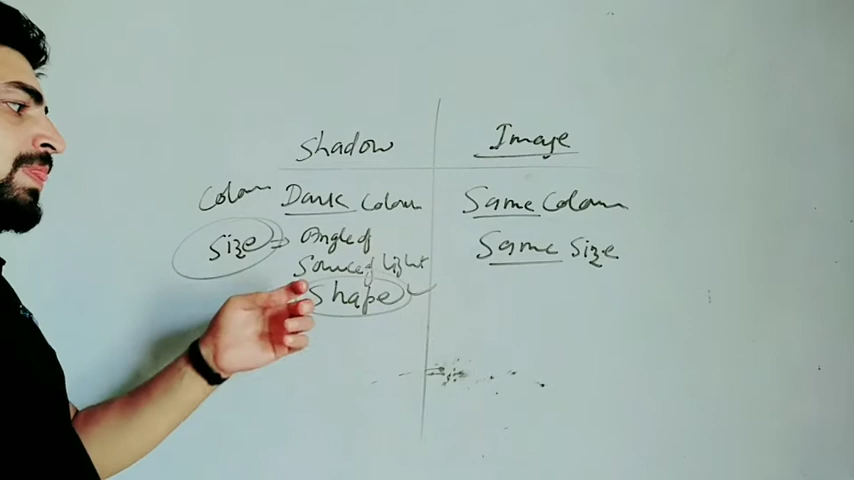 Shadow Image
Colour Dark Colour Same Colour
Size => Angle of Same Size
Source of light
Shape